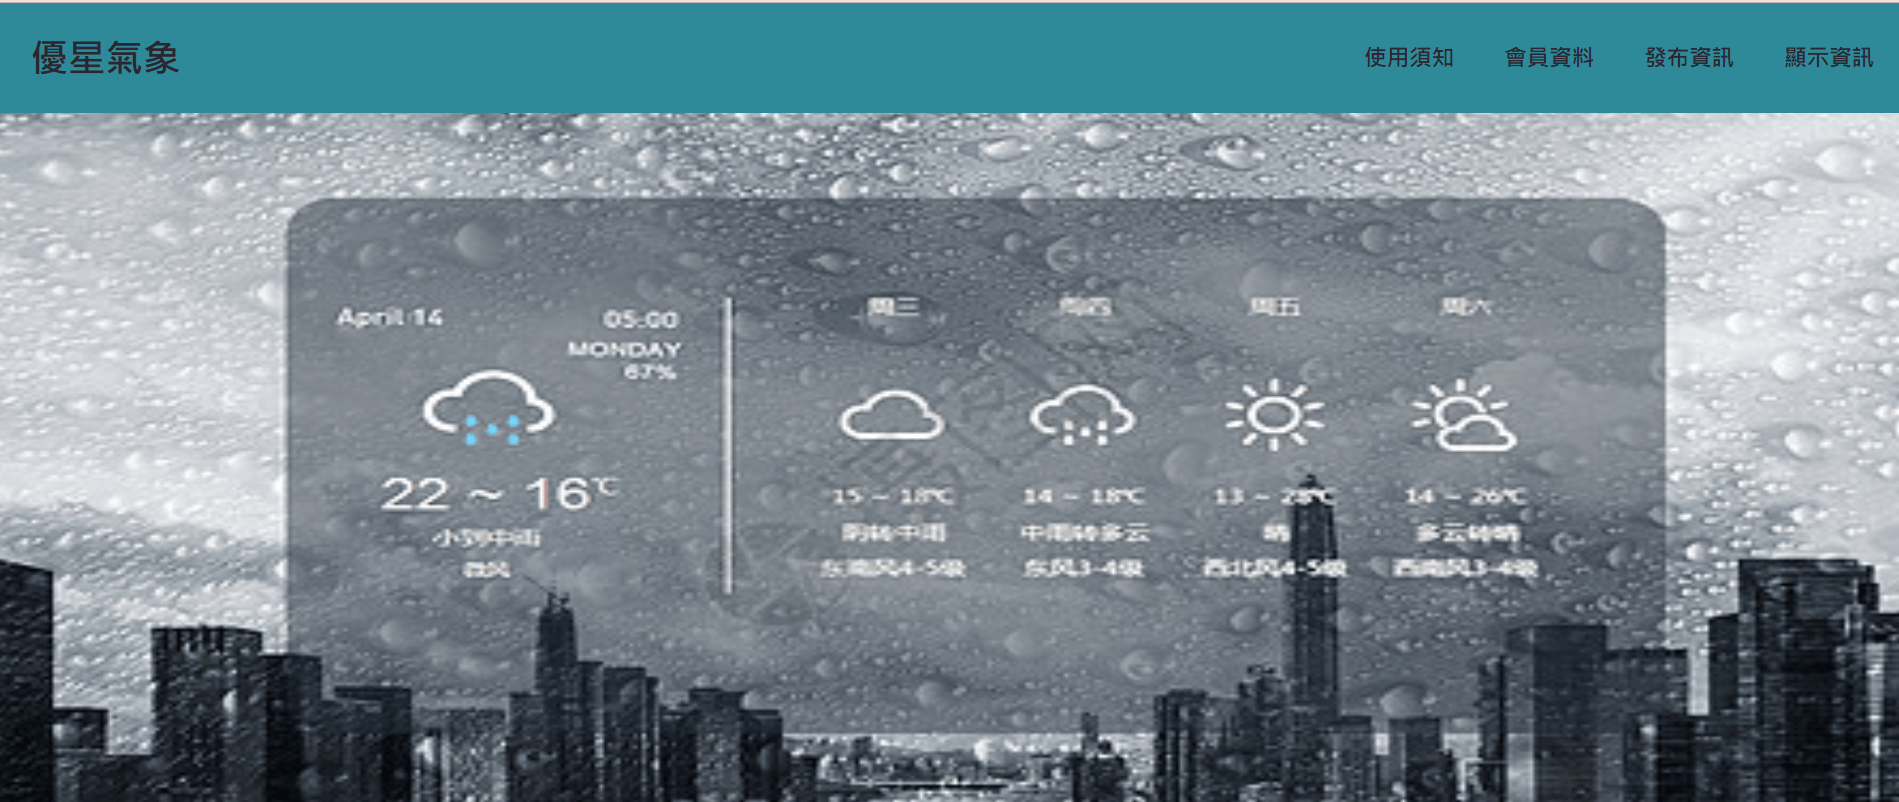 優星氣象
使用須知 會員資料 發布資訊 顯示資訊
April 14
05:00
MONDAY
67%
22 ~ 16℃
小到中雨
微风
周三 周四 周五 周六
15 ~ 18℃ 14 ~ 18℃ 13 ~ 28℃ 14 ~ 26℃
阴转中雨 中雨转多云 晴 多云转晴
东南风4-5级 东风3-4级 西北风4-5级 西南风3-4级